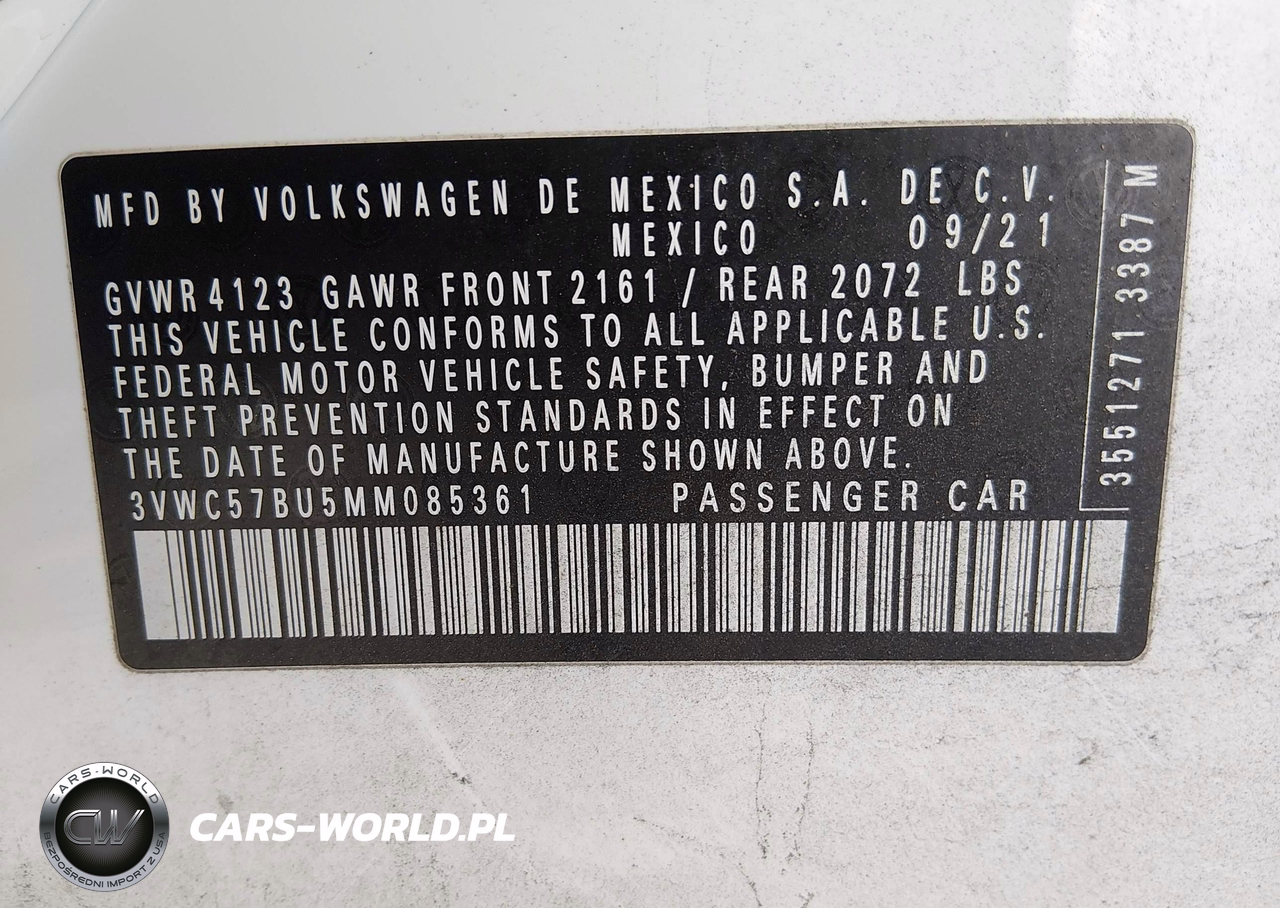 MFD BY VOLKSWAGEN DE MEXICO S.A. DE C.V.
MEXICO 09/21
GVWR 4123 GAWR FRONT 2161 / REAR 2072 LBS
THIS VEHICLE CONFORMS TO ALL APPLICABLE U.S.
FEDERAL MOTOR VEHICLE SAFETY, BUMPER AND
THEFT PREVENTION STANDARDS IN EFFECT ON
THE DATE OF MANUFACTURE SHOWN ABOVE.
3VWC57BU5MM085361 PASSENGER CAR
3551271 3387 M
CARS-WORLD
CW
BEZPOŚREDNI IMPORT Z USA
CARS-WORLD.PL